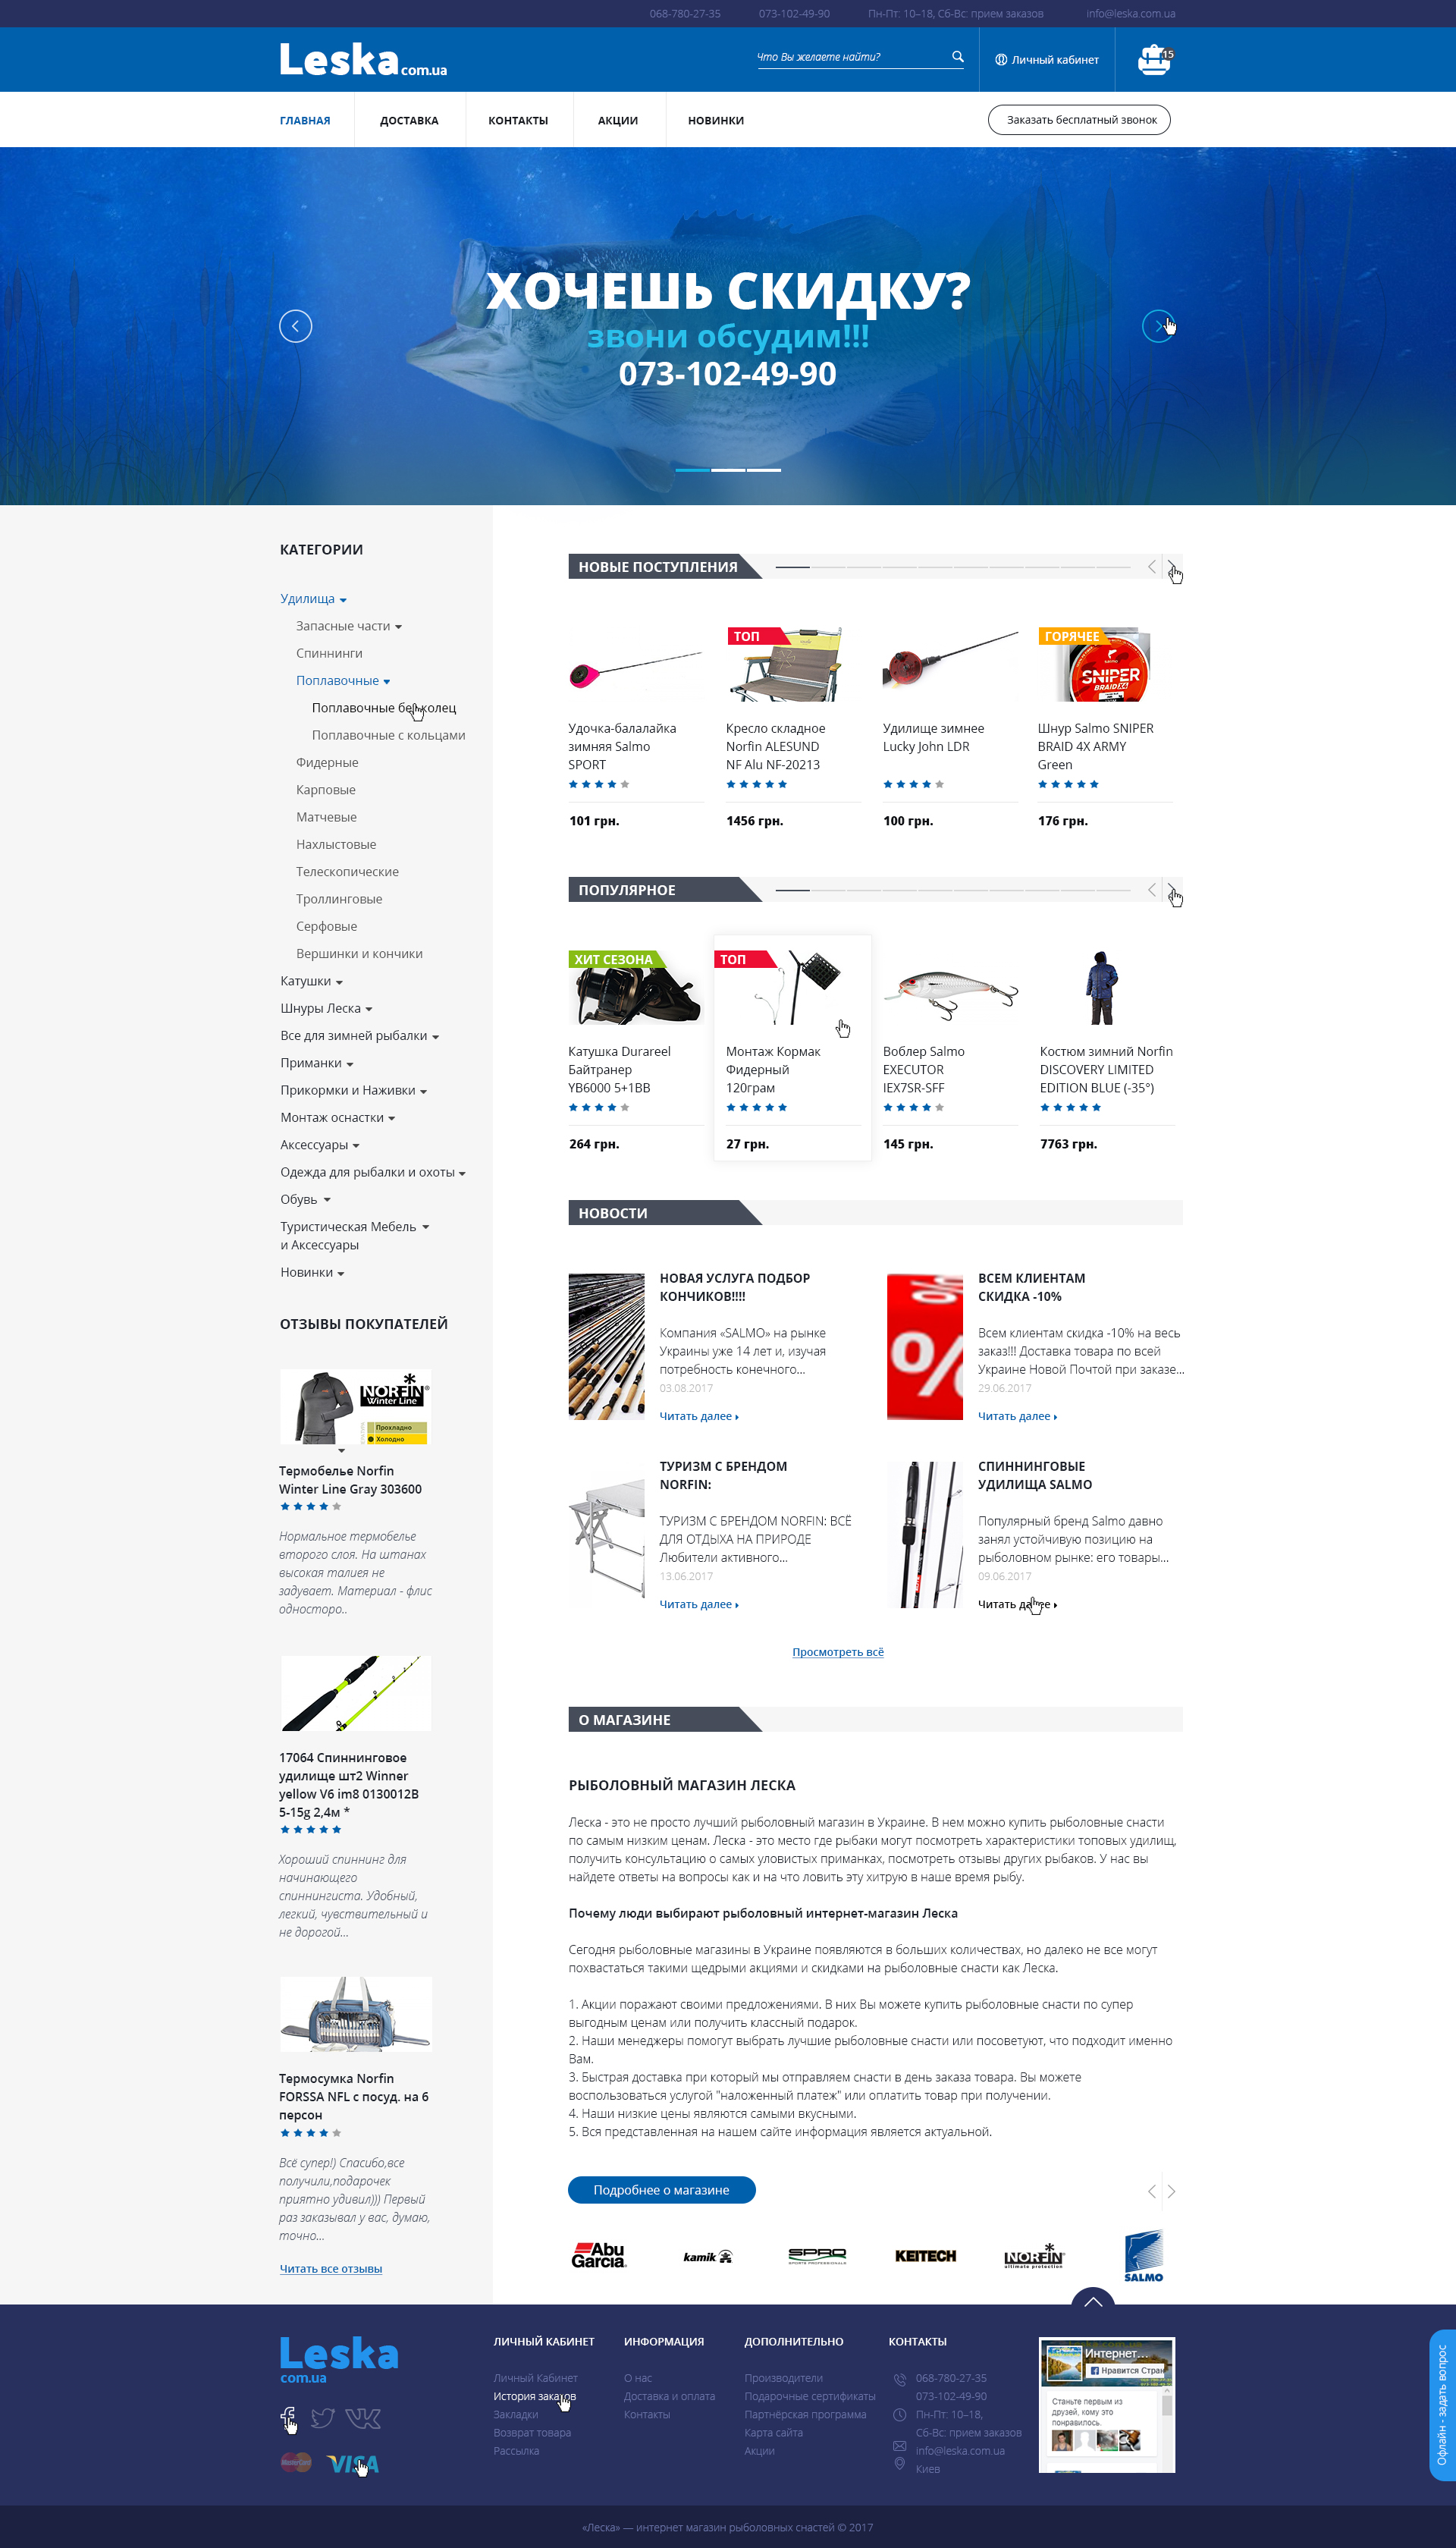 068-780-27-35
073-102-49-90
Пн-Пт: 10–18, Сб-Вс: прием заказов
info@leska.com.ua
Leska com.ua
Что Вы желаете найти?
Личный кабинет
15
ГЛАВНАЯ
ДОСТАВКА
КОНТАКТЫ
АКЦИИ
НОВИНКИ
Заказать бесплатный звонок
ХОЧЕШЬ СКИДКУ?
звони обсудим!!!
073-102-49-90
КАТЕГОРИИ
Удилища
Запасные части
Спиннинги
Поплавочные
Поплавочные колец
Поплавочные с кольцами
Фидерные
Карповые
Матчевые
Нахлыстовые
Телескопические
Троллинговые
Серфовые
Вершинки и кончики
Катушки
Шнуры Леска
Все для зимней рыбалки
Приманки
Прикормки и Наживки
Монтаж оснастки
Аксессуары
Одежда для рыбалки и охоты
Обувь
Туристическая Мебель
и Аксессуары
Новинки
ОТЗЫВЫ ПОКУПАТЕЛЕЙ
NORFIN
Winter Line
Прохладно
Холодно
Термобелье Norfin
Winter Line Gray 303600
Нормальное термобелье
второго слоя. На штанах
высокая талиея не
задувает. Материал - флис
односторо..
17064 Спиннинговое
удилище шт2 Winner
yellow V6 im8 0130012B
5-15g 2,4м *
Хороший спиннинг для
начинающего
спиннингиста. Удобный,
легкий, чувствительный и
не дорогой...
Термосумка Norfin
FORSSA NFL с посуд. на 6
персон
Всё супер!) Спасибо,все
получили,подарочек
приятно удивил))) Первый
раз заказывал у вас, думаю,
точно...
Читать все отзывы
НОВЫЕ ПОСТУПЛЕНИЯ
Удочка-балалайка
зимняя Salmo
SPORT
101 грн.
ТОП
Кресло складное
Norfin ALESUND
NF Alu NF-20213
1456 грн.
Удилище зимнее
Lucky John LDR
100 грн.
ГОРЯЧЕЕ
SNIPER
BRAID X4
Шнур Salmo SNIPER
BRAID 4X ARMY
Green
176 грн.
ПОПУЛЯРНОЕ
ХИТ СЕЗОНА
Катушка Durareel
Байтранер
YB6000 5+1BB
264 грн.
ТОП
Монтаж Кормак
Фидерный
120грам
27 грн.
Воблер Salmo
EXECUTOR
IEX7SR-SFF
145 грн.
Костюм зимний Norfin
DISCOVERY LIMITED
EDITION BLUE (-35°)
7763 грн.
НОВОСТИ
НОВАЯ УСЛУГА ПОДБОР
КОНЧИКОВ!!!!
Компания «SALMO» на рынке
Украины уже 14 лет и, изучая
потребность конечного...
03.08.2017
Читать далее
%
%
ВСЕМ КЛИЕНТАМ
СКИДКА -10%
Всем клиентам скидка -10% на весь
заказ!!! Доставка товара по всей
Украине Новой Почтой при заказе...
29.06.2017
Читать далее
ТУРИЗМ С БРЕНДОМ
NORFIN:
ТУРИЗМ С БРЕНДОМ NORFIN: ВСЁ
ДЛЯ ОТДЫХА НА ПРИРОДЕ
Любители активного...
13.06.2017
Читать далее
СПИННИНГОВЫЕ
УДИЛИЩА SALMO
Популярный бренд Salmo давно
занял устойчивую позицию на
рыболовном рынке: его товары...
09.06.2017
Читать далее
Просмотреть всё
О МАГАЗИНЕ
РЫБОЛОВНЫЙ МАГАЗИН ЛЕСКА
Леска - это не просто лучший рыболовный магазин в Украине. В нем можно купить рыболовные снасти
по самым низким ценам. Леска - это место где рыбаки могут посмотреть характеристики топовых удилищ,
получить консультацию о самых уловистых приманках, посмотреть отзывы других рыбаков. У нас вы
найдете ответы на вопросы как и на что ловить эту хитрую в наше время рыбу.
Почему люди выбирают рыболовный интернет-магазин Леска
Сегодня рыболовные магазины в Украине появляются в больших количествах, но далеко не все могут
похвастаться такими щедрыми акциями и скидками на рыболовные снасти как Леска.
1. Акции поражают своими предложениями. В них Вы можете купить рыболовные снасти по супер
выгодным ценам или получить классный подарок.
2. Наши менеджеры помогут выбрать лучшие рыболовные снасти или посоветуют, что подходит именно
Вам.
3. Быстрая доставка при который мы отправляем снасти в день заказа товара. Вы можете
воспользоваться услугой "наложенный платеж" или оплатить товар при получении.
4. Наши низкие цены являются самыми вкусными.
5. Вся представленная на нашем сайте информация является актуальной.
Подробнее о магазине
Abu Garcia
kamik
SPRO
SPORTS PROFESSIONALS
KEITECH
NORFIN
ultimate protection
SALMO
Leska
com.ua
MasterCard
VISA
ЛИЧНЫЙ КАБИНЕТ
Личный Кабинет
История заказов
Закладки
Возврат товара
Рассылка
ИНФОРМАЦИЯ
О нас
Доставка и оплата
Контакты
ДОПОЛНИТЕЛЬНО
Производители
Подарочные сертификаты
Партнёрская программа
Карта сайта
Акции
КОНТАКТЫ
068-780-27-35
073-102-49-90
Пн-Пт: 10–18,
Сб-Вс: прием заказов
info@leska.com.ua
Киев
Интернет...
Нравится Стран
Станьте первым из
друзей, кому это
понравилось.
Офлайн - задать вопрос
«Леска» — интернет магазин рыболовных снастей © 2017